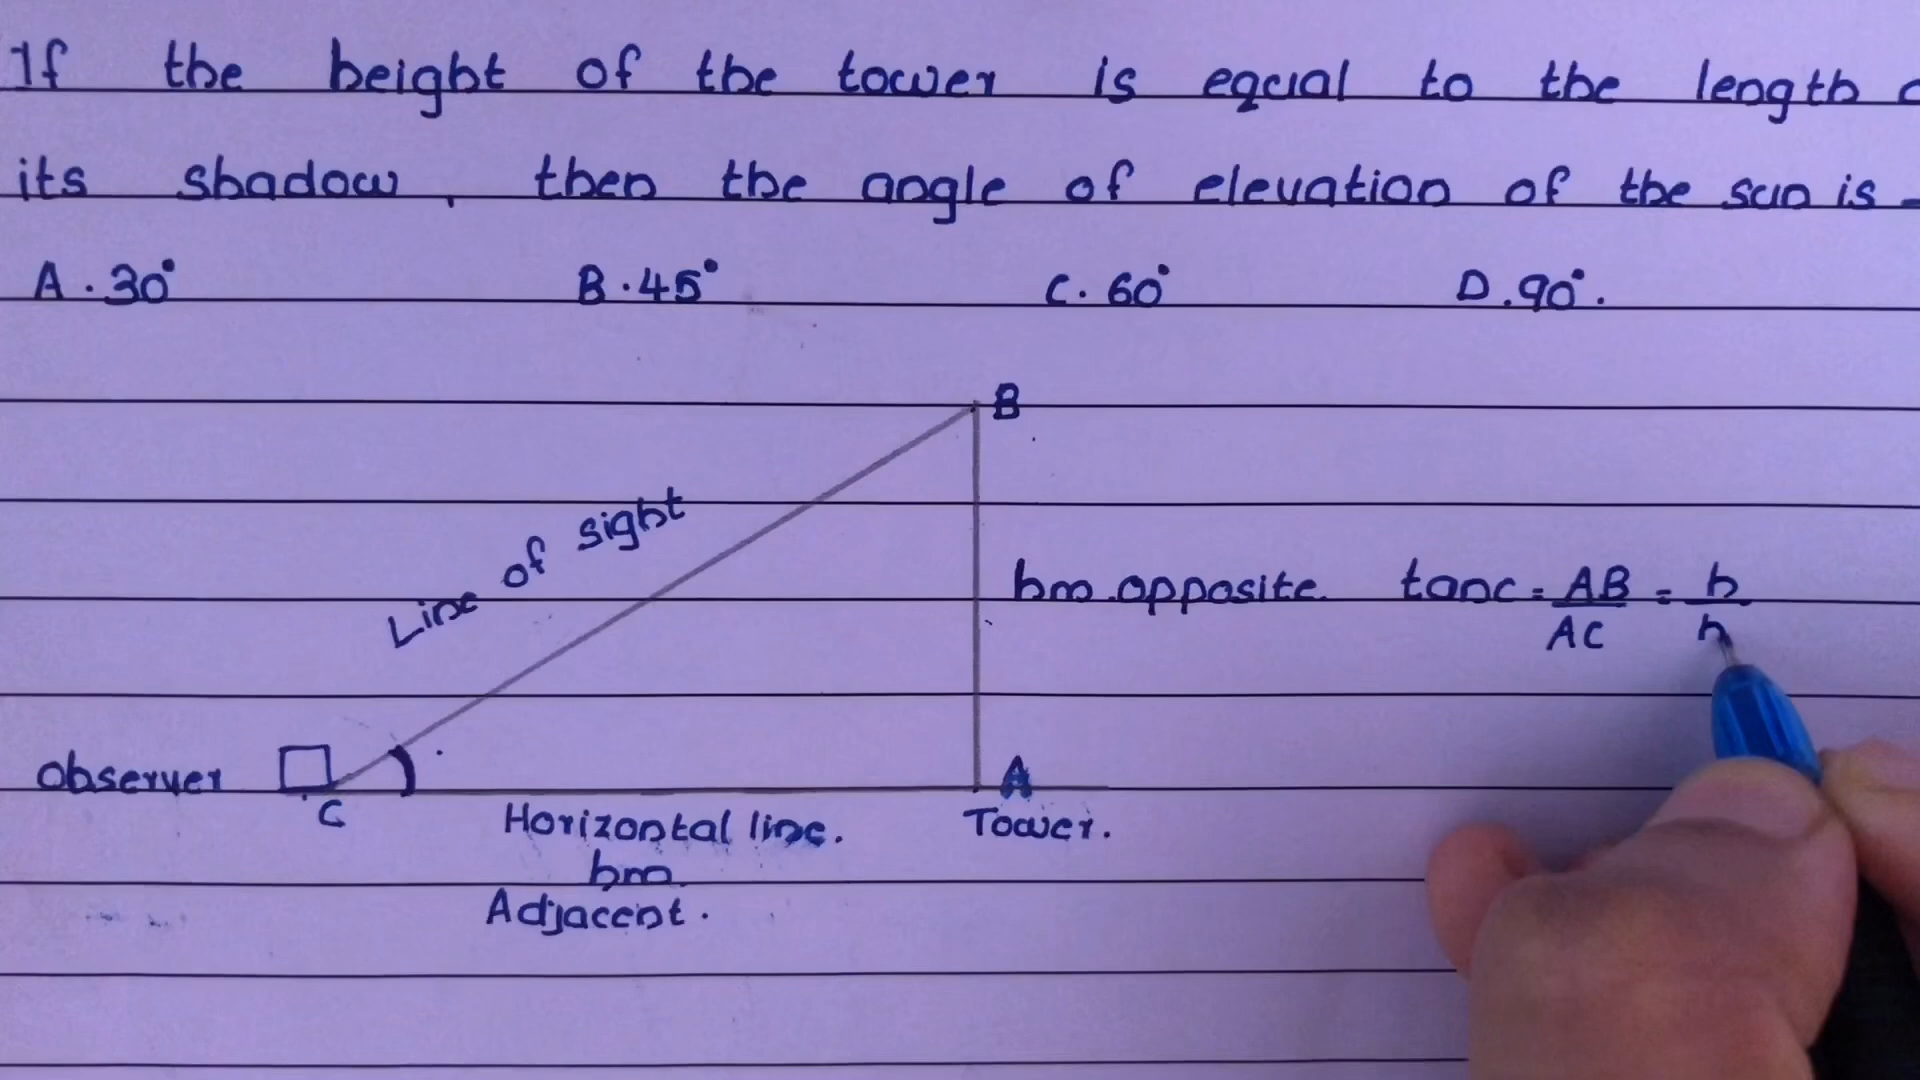 If the height of the tower is equal to the length
its shadow, then the angle of elevation of the sun is -
A. 30° B. 45° C. 60° D. 90°.
B
Line of sight
hm opposite tanc = AB/AC = h/h
observer C A
Horizontal line. Tower.
hm
Adjacent.